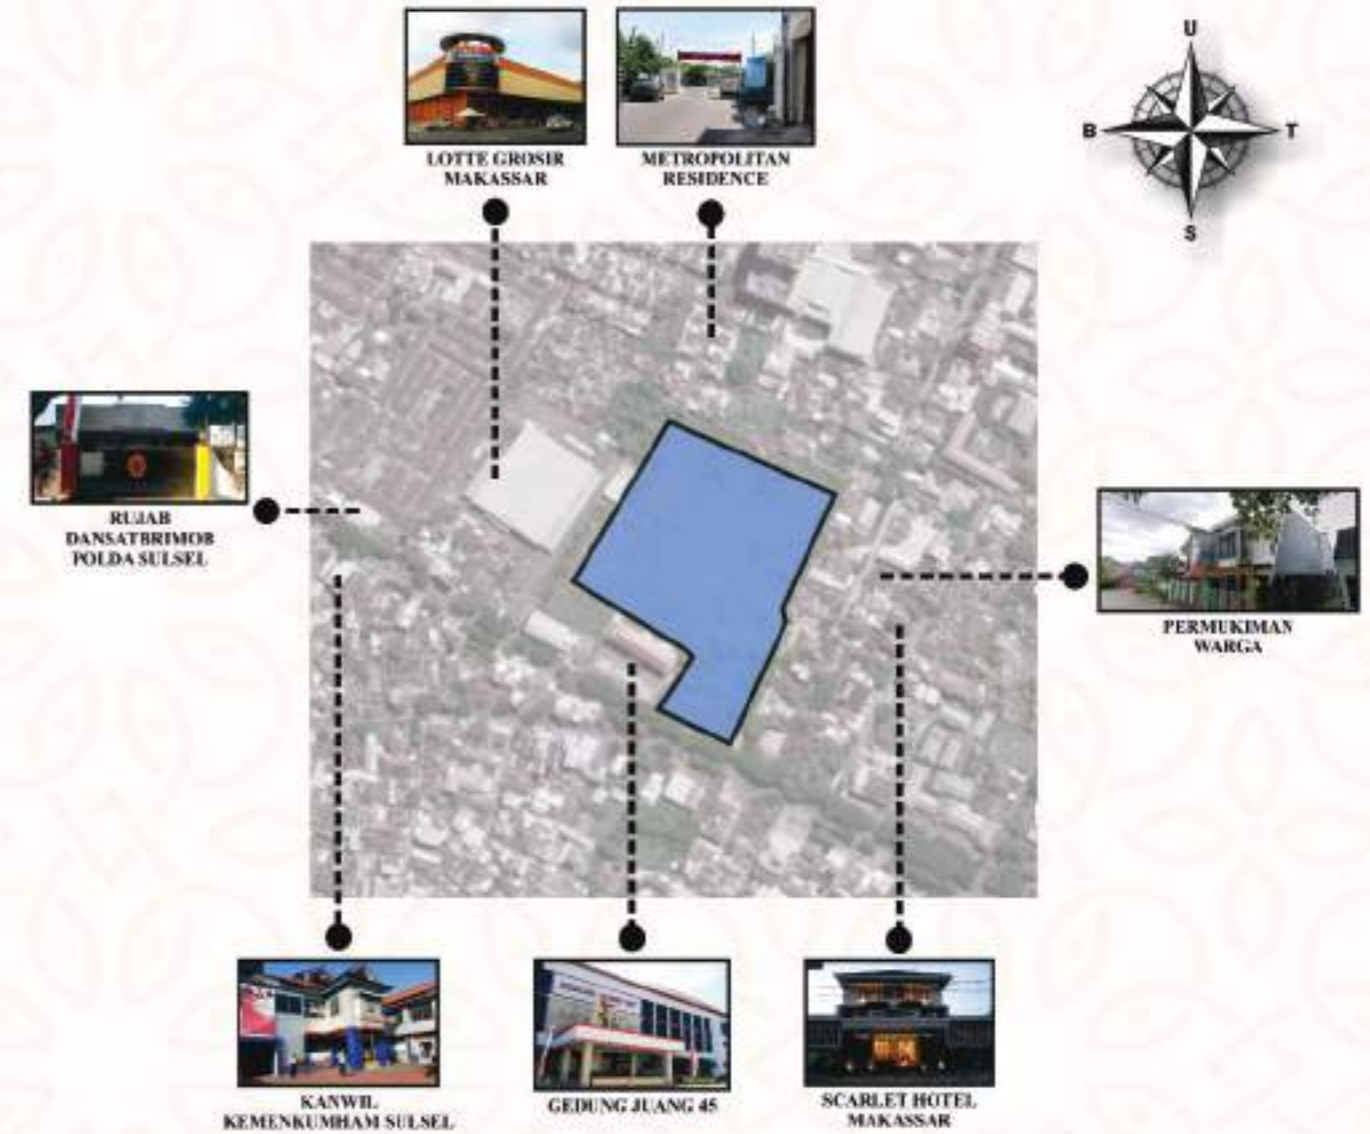 U
B
T
S
LOTTE GROSIR
MAKASSAR
METROPOLITAN
RESIDENCE
RUJAB
DANSATBRIMOB
POLDA SULSEL
PERMUKIMAN
WARGA
KANWIL
KEMENKUMHAM SULSEL
GEDUNG JUANG 45
SCARLET HOTEL
MAKASSAR